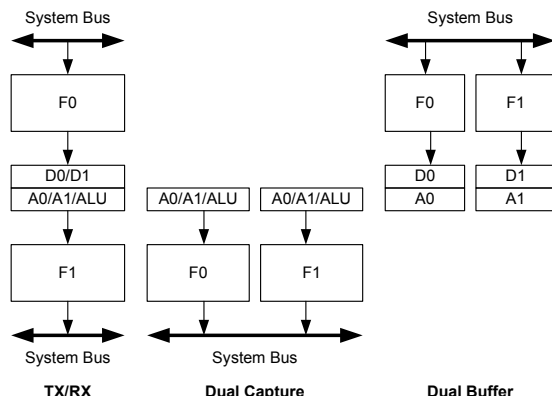 System Bus
F0
D0/D1
A0/A1/ALU
F1
System Bus
TX/RX
A0/A1/ALU
A0/A1/ALU
F0
F1
System Bus
Dual Capture
System Bus
F0
F1
D0
D1
A0
A1
Dual Buffer